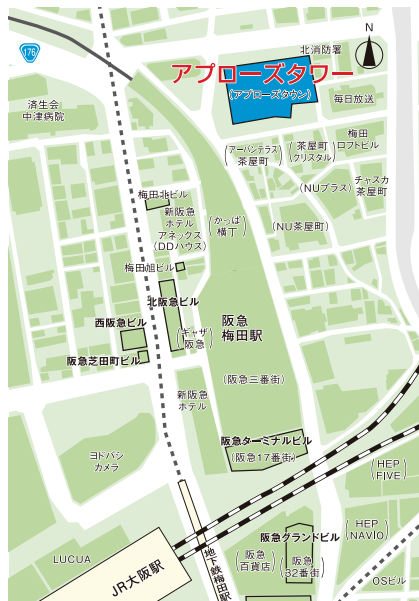 N
176
北消防署
アプローズタワー
(アプローズタウン)
毎日放送
済生会
中津病院
梅田
ロフトビル
(アーバンテラス
茶屋町)
(茶屋町
クリスタル)
チャスカ
茶屋町
(NUプラス)
梅田北ビル
新阪急
ホテル
アネックス
(DDハウス)
(かっぱ
横丁)
(NU茶屋町)
梅田旭ビル
北阪急ビル
西阪急ビル
(ギャザ
阪急)
阪急
梅田駅
阪急芝田町ビル
(阪急三番街)
新阪急
ホテル
阪急ターミナルビル
(阪急17番街)
ヨドバシ
カメラ
(HEP
FIVE)
阪急グランドビル
(HEP
NAVIO)
LUCUA
JR大阪駅
地下鉄梅田駅
(阪急
百貨店)
(阪急
32番街)
OSビル